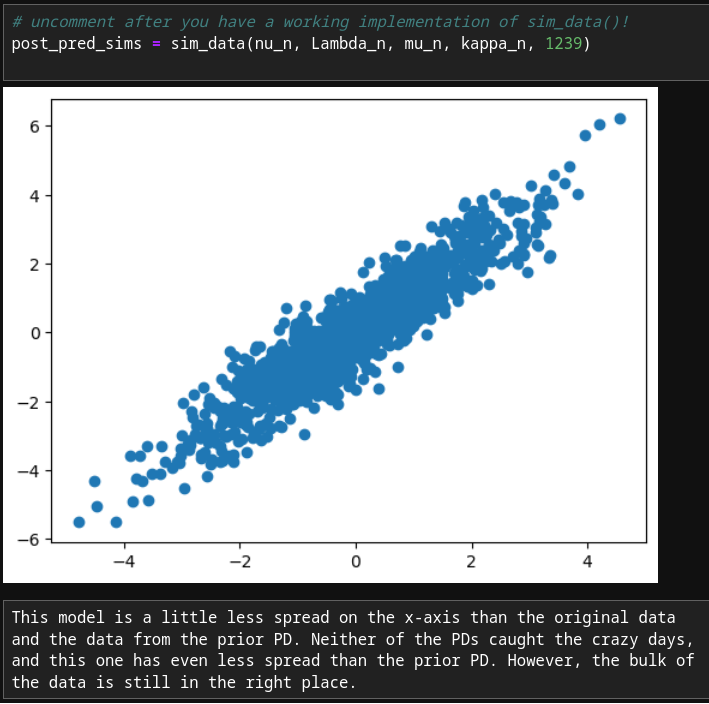 # uncomment after you have a working implementation of sim_data()!
post_pred_sims = sim_data(nu_n, Lambda_n, mu_n, kappa_n, 1239)
6
4
2
0
−2
−4
−6
−4 −2 0 2 4
This model is a little less spread on the x-axis than the original data
and the data from the prior PD. Neither of the PDs caught the crazy days,
and this one has even less spread than the prior PD. However, the bulk of
the data is still in the right place.